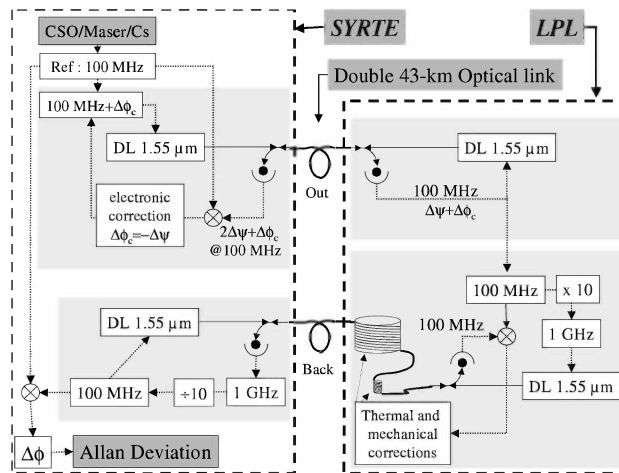 CSO/Maser/Cs
SYRTE
LPL
Ref : 100 MHz
Double 43-km Optical link
100 MHz+Δϕc
DL 1.55 µm
DL 1.55 µm
electronic
correction
Δϕc=−Δψ
2Δψ+Δϕc
@100 MHz
Out
100 MHz
Δψ+Δϕc
100 MHz
x 10
DL 1.55 µm
100 MHz
1 GHz
Back
100 MHz
÷10
1 GHz
DL 1.55 µm
Thermal and
mechanical
corrections
Δϕ
Allan Deviation